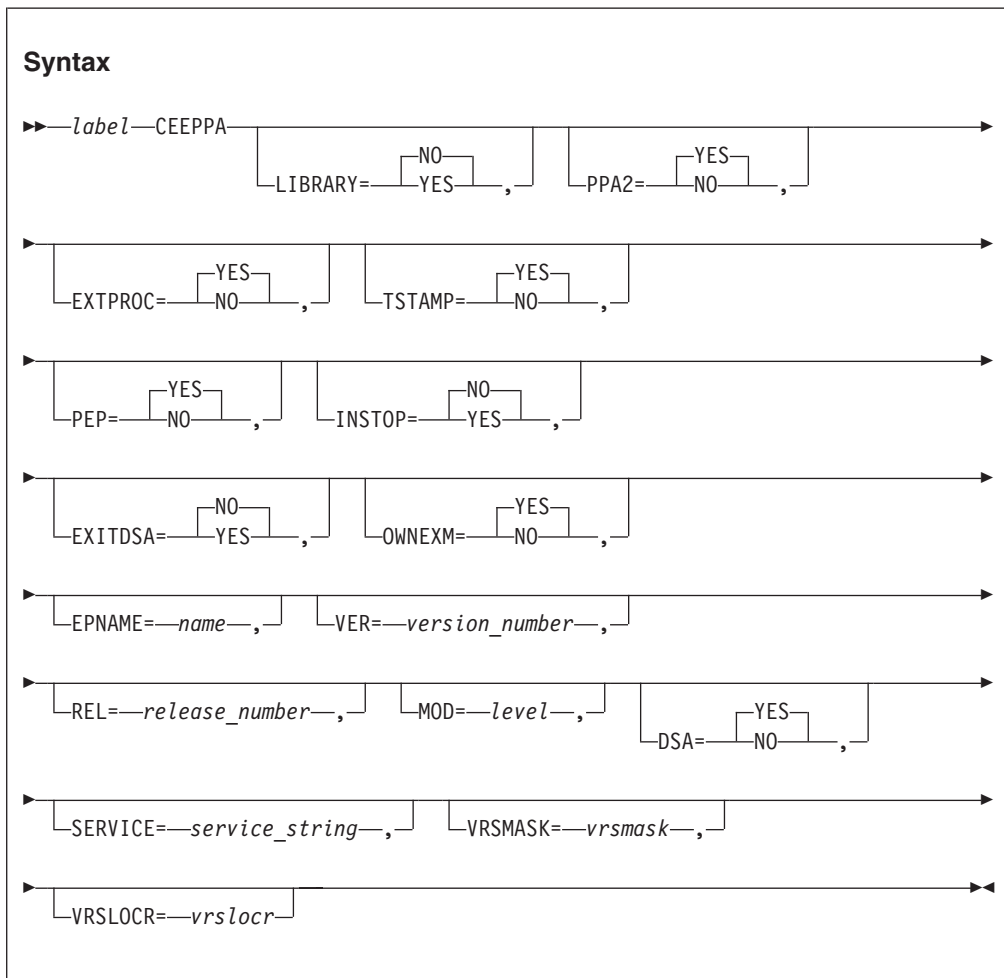 Syntax
label CEEPPA
NO YES
LIBRARY= YES , PPA2= NO ,
YES YES
EXTPROC= NO , TSTAMP= NO ,
YES NO
PEP= NO , INSTOP= YES ,
NO YES
EXITDSA= YES , OWNEXM= NO ,
EPNAME= name , VER= version_number ,
REL= release_number , MOD= level , YES
DSA= NO ,
SERVICE= service_string , VRSMASK= vrsmask ,
VRSLOCR= vrslocr